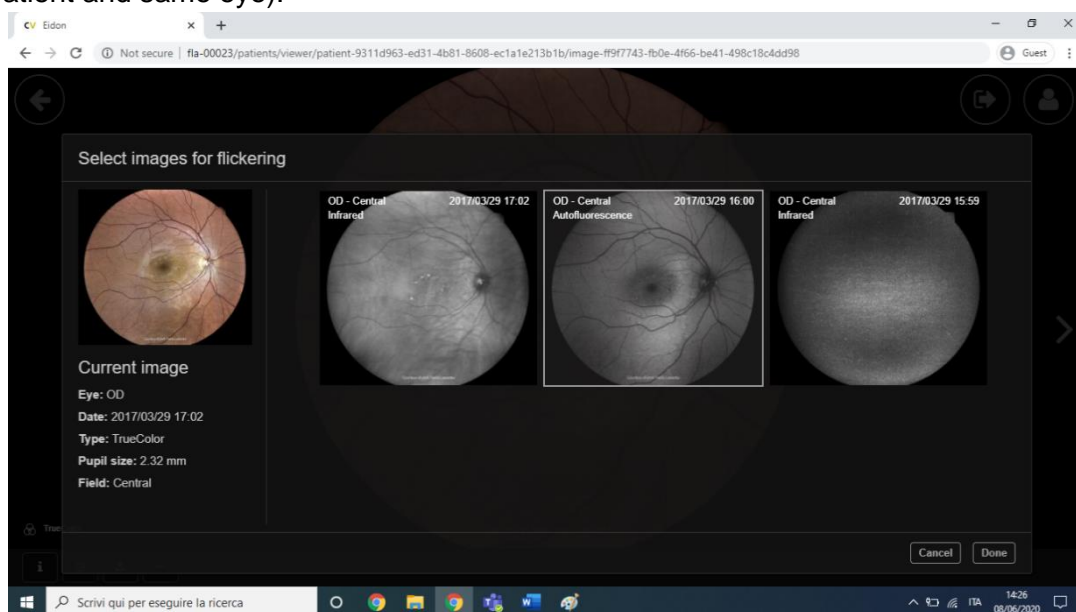 atient and same eye).
CV Eidon
Not secure | fla-00023/patients/viewer/patient-9311d963-ed31-4b81-8608-ec1a1e213b1b/image-ff9f7743-fb0e-4f66-be41-498c18c4dd98
Guest
Select images for flickering
OD - Central 2017/03/29 17:02
Infrared
OD - Central 2017/03/29 16:00
Autofluorescence
OD - Central 2017/03/29 15:59
Infrared
Current image
Eye: OD
Date: 2017/03/29 17:02
Type: TrueColor
Pupil size: 2.32 mm
Field: Central
True
i
Cancel Done
Scrivi qui per eseguire la ricerca
ITA
14:26
08/06/2020